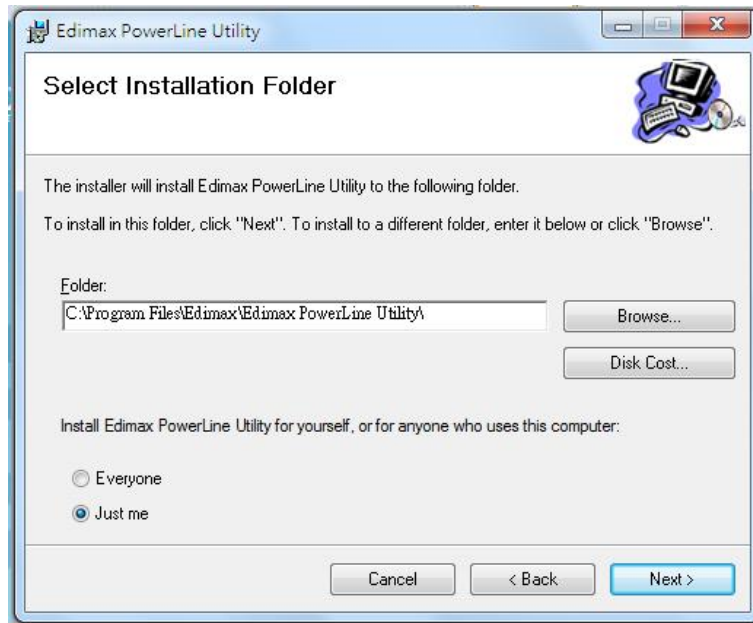 Edimax PowerLine Utility
Select Installation Folder
The installer will install Edimax PowerLine Utility to the following folder.
To install in this folder, click "Next". To install to a different folder, enter it below or click "Browse".
Folder:
C:\Program Files\Edimax\Edimax PowerLine Utility\
Browse...
Disk Cost...
Install Edimax PowerLine Utility for yourself, or for anyone who uses this computer:
Everyone
Just me
Cancel
< Back
Next >